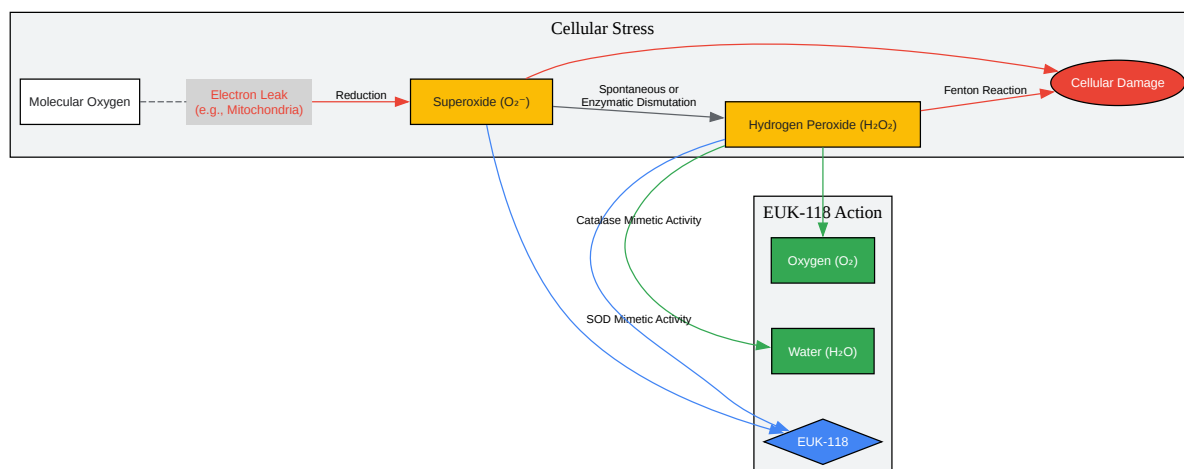 Cellular Stress
Molecular Oxygen
Electron Leak
(e.g., Mitochondria)
Reduction
Superoxide (O₂⁻)
Spontaneous or
Enzymatic Dismutation
Hydrogen Peroxide (H₂O₂)
Fenton Reaction
Cellular Damage
EUK-118 Action
Catalase Mimetic Activity
Oxygen (O₂)
SOD Mimetic Activity
Water (H₂O)
EUK-118